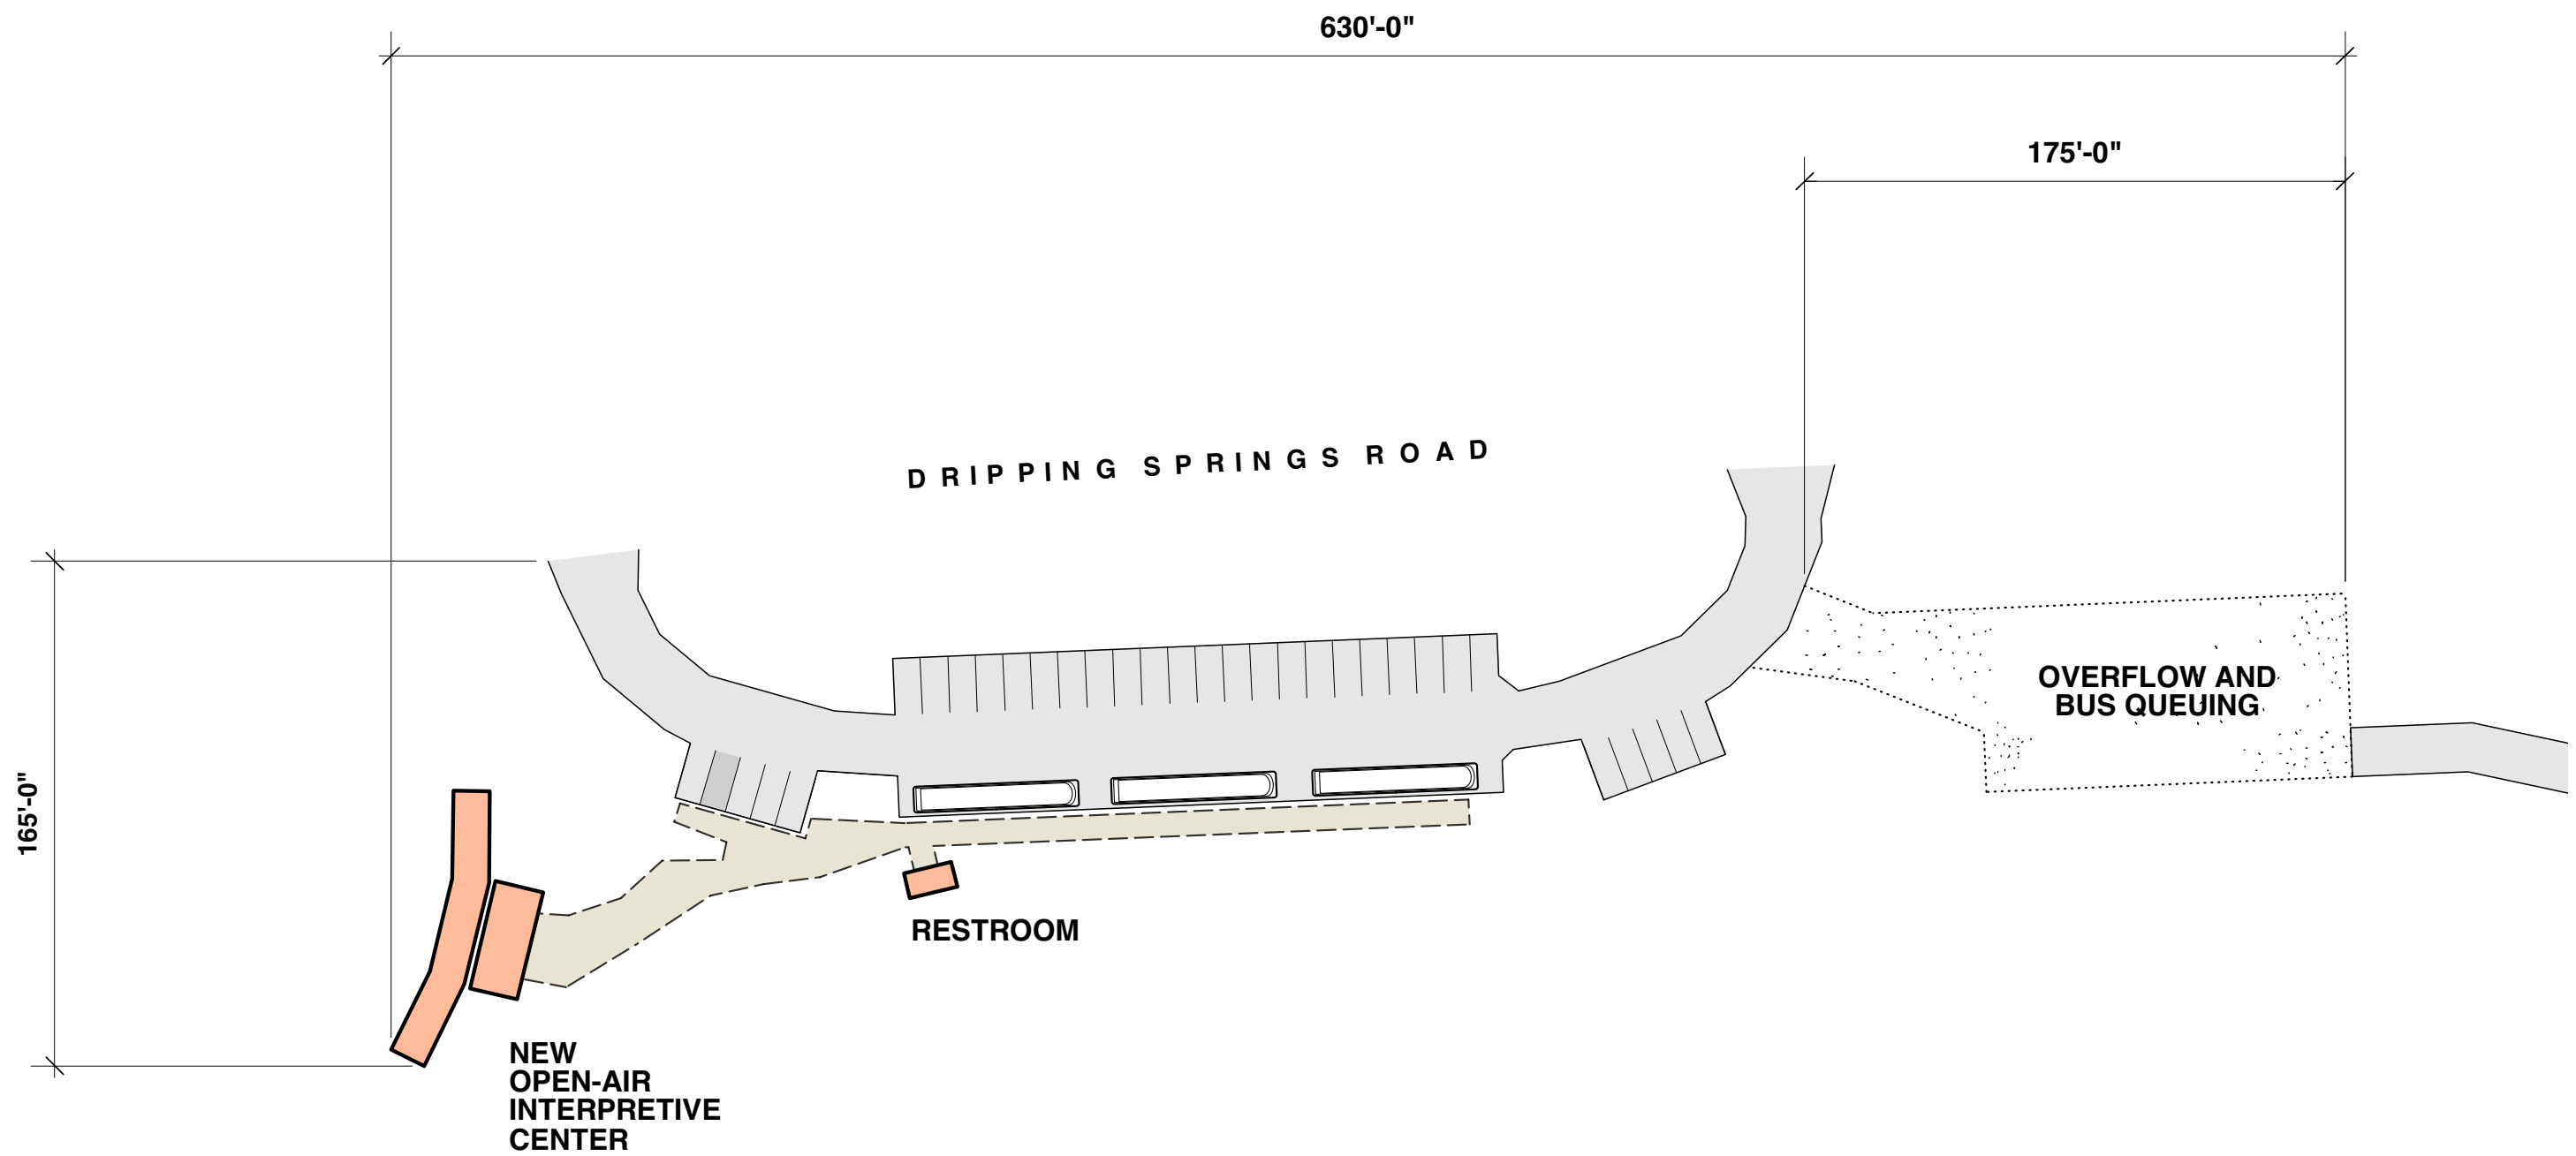 630'-0"
175'-0"
DRIPPING SPRINGS ROAD
165'-0"
OVERFLOW AND
BUS QUEUING
RESTROOM
NEW
OPEN-AIR
INTERPRETIVE
CENTER